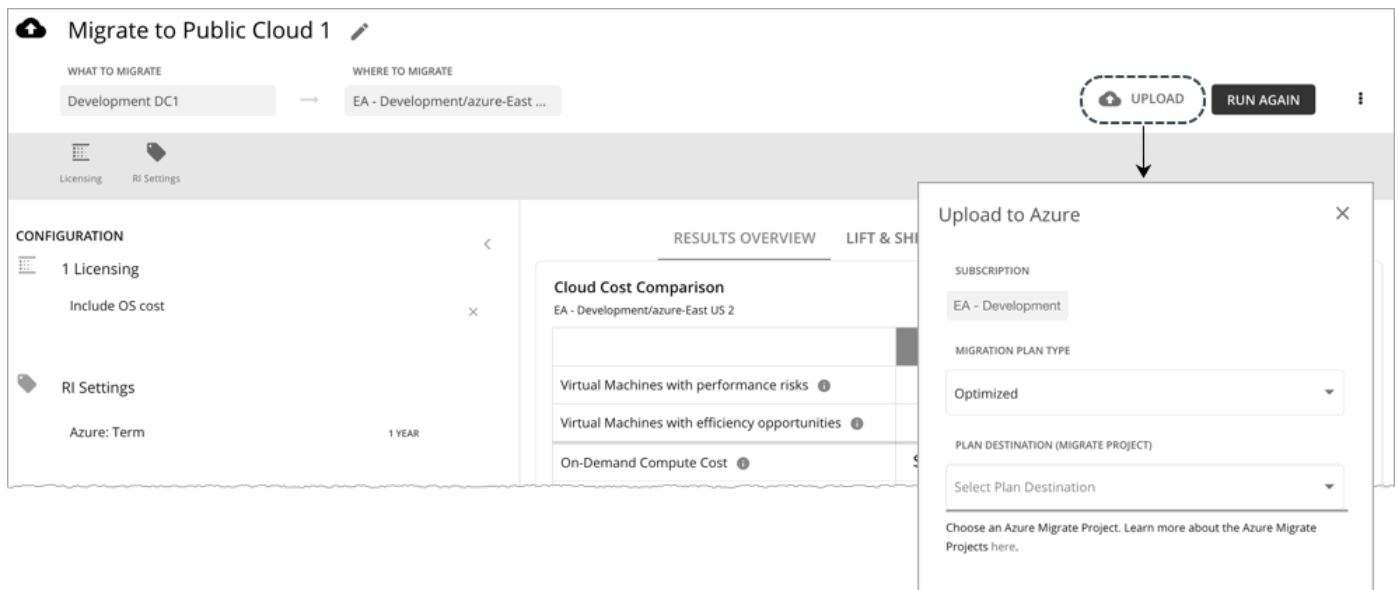 Migrate to Public Cloud 1
WHAT TO MIGRATE
WHERE TO MIGRATE
Development DC1
EA - Development/azure-East ...
UPLOAD
RUN AGAIN
Licensing
RI Settings
CONFIGURATION
1 Licensing
Include OS cost
RI Settings
Azure: Term
1 YEAR
RESULTS OVERVIEW
LIFT & SHI
Cloud Cost Comparison
EA - Development/azure-East US 2
Virtual Machines with performance risks
Virtual Machines with efficiency opportunities
On-Demand Compute Cost
Upload to Azure
SUBSCRIPTION
EA - Development
MIGRATION PLAN TYPE
Optimized
PLAN DESTINATION (MIGRATE PROJECT)
Select Plan Destination
Choose an Azure Migrate Project. Learn more about the Azure Migrate
Projects here.